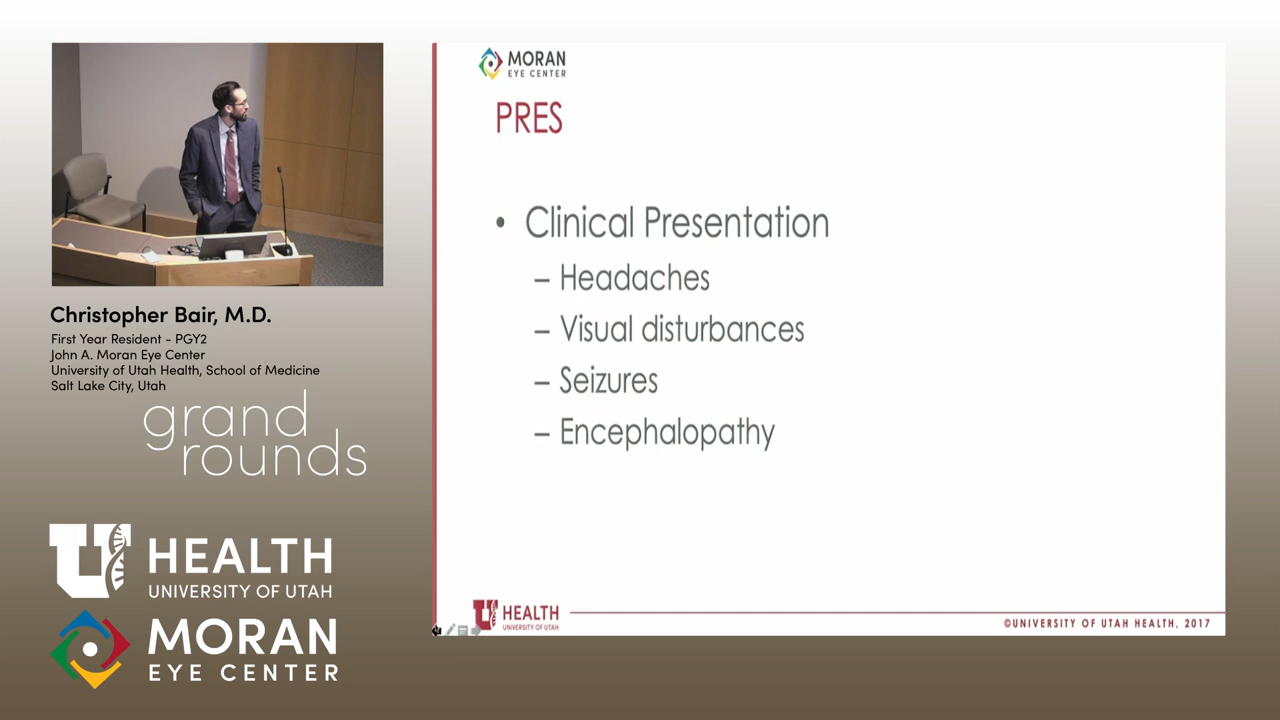 Christopher Bair, M.D.
First Year Resident - PGY2
John A. Moran Eye Center
University of Utah Health, School of Medicine
Salt Lake City, Utah
grand
rounds
U HEALTH
UNIVERSITY OF UTAH
MORAN
EYE CENTER
MORAN
EYE CENTER
PRES
• Clinical Presentation
– Headaches
– Visual disturbances
– Seizures
– Encephalopathy
U HEALTH
UNIVERSITY OF UTAH
©UNIVERSITY OF UTAH HEALTH, 2017